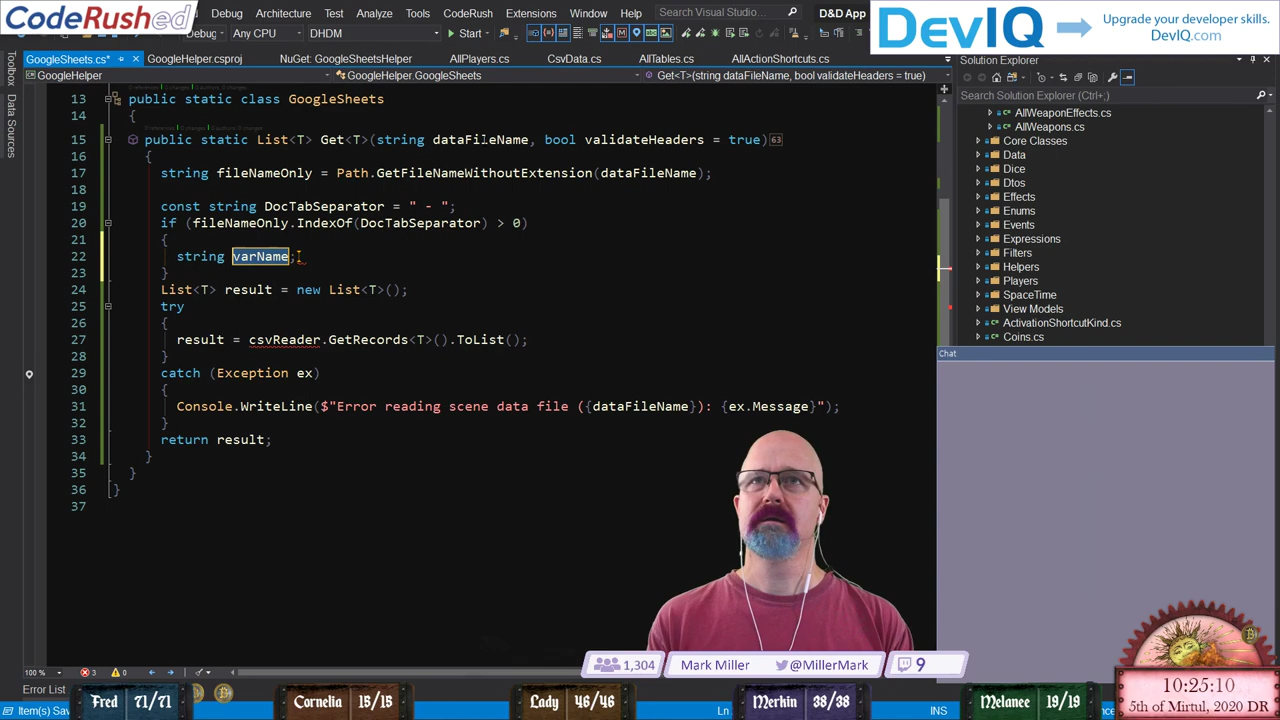 CodeRushed
Debug Architecture Test Analyze Tools CodeRush Extensions Window Help Search Visual Studio... D&D App
DevIQ
Upgrade your developer skills.
DevIQ.com
Debug Any CPU DHDM Start
GoogleSheets.cs* GoogleHelper.csproj NuGet: GoogleSheetsHelper AllPlayers.cs CsvData.cs AllTables.cs AllActionShortcuts.cs
GoogleHelper GoogleHelper.GoogleSheets Get<T>(string dataFileName, bool validateHeaders = true)
Toolbox
Data Sources
13 public static class GoogleSheets
14 {
15 public static List<T> Get<T>(string dataFileName, bool validateHeaders = true) 63
16 {
17 string fileNameOnly = Path.GetFileNameWithoutExtension(dataFileName);
18
19 const string DocTabSeparator = " - ";
20 if (fileNameOnly.IndexOf(DocTabSeparator) > 0)
21 {
22 string varName;
23 }
24 List<T> result = new List<T>();
25 try
26 {
27 result = csvReader.GetRecords<T>().ToList();
28 }
29 catch (Exception ex)
30 {
31 Console.WriteLine($"Error reading scene data file ({dataFileName}): {ex.Message}");
32 }
33 return result;
34 }
35 }
36 }
37
Solution Explorer
Search Solution Explorer (Ctrl+;)
AllWeaponEffects.cs
AllWeapons.cs
Core Classes
Data
Dice
Dtos
Effects
Enums
Events
Expressions
Filters
Helpers
Players
SpaceTime
View Models
ActivationShortcutKind.cs
Coins.cs
Chat
100 % 3 0
Error List
Item(s) Sav
Ln
INS
1,304 Mark Miller @MillerMark 9
Fred 71/71
Cornelia 15/15
Lady 46/46
Merkin 38/38
Melanee 19/19
10:25:10
5th of Mirtul, 2020 DR